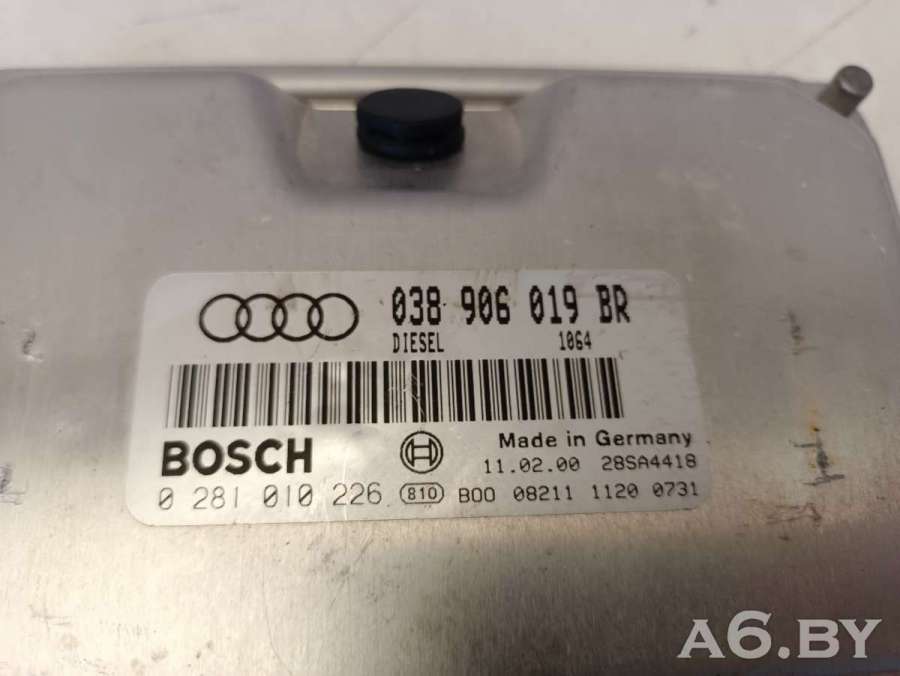 038 906 019 BR
DIESEL 1064
BOSCH
Made in Germany
11.02.00 28SA4418
0 281 010 226 810 B00 08211 1120 0731
A6.BY